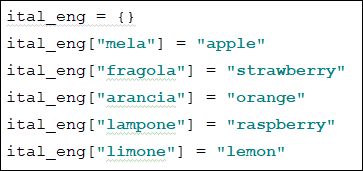 ital_eng = {}
ital_eng["mela"] = "apple"
ital_eng["fragola"] = "strawberry"
ital_eng["arancia"] = "orange"
ital_eng["lampone"] = "raspberry"
ital_eng["limone"] = "lemon"